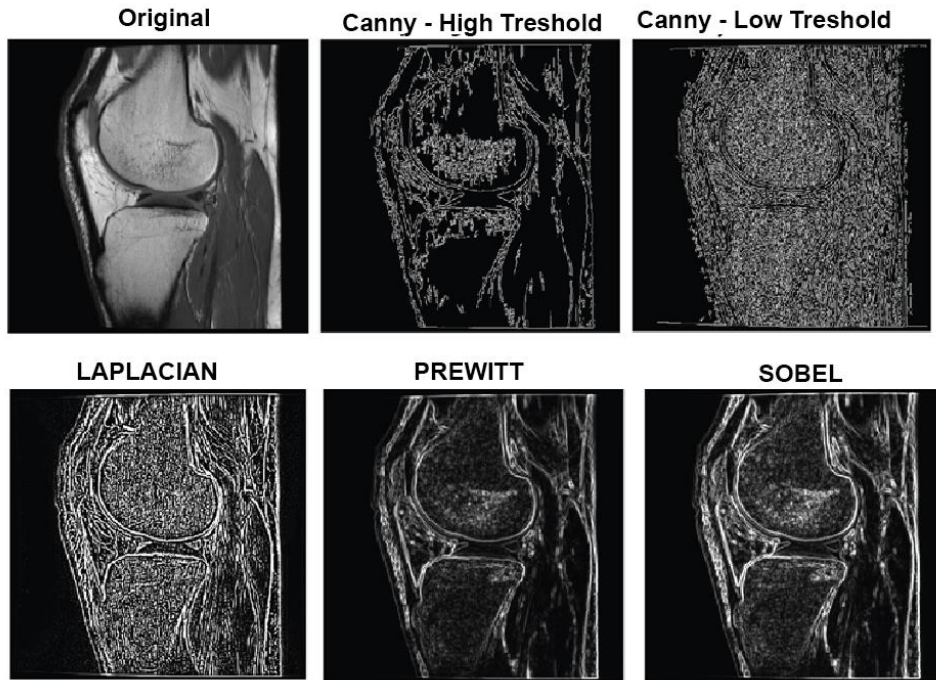 Original
Canny - High Treshold
Canny - Low Treshold
LAPLACIAN
PREWITT
SOBEL